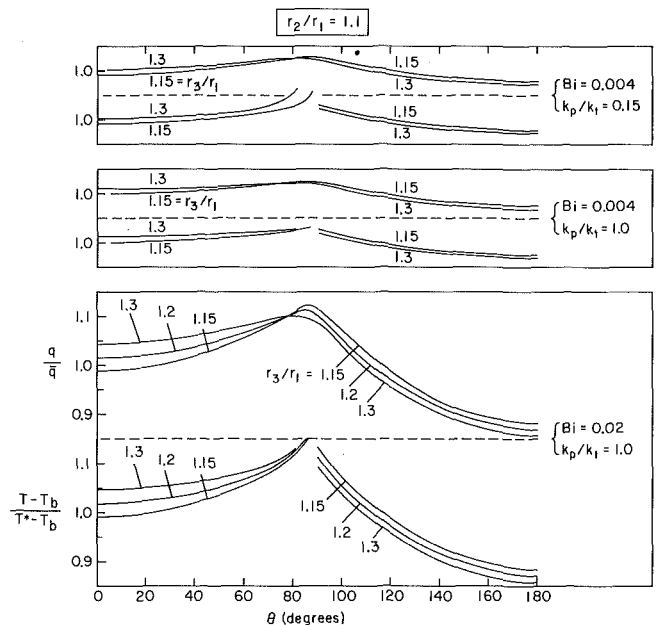 r2/r1 = 1.1
1.3
1.0
1.15 = r3/r1
1.15
1.3
1.3
1.0
1.15
1.15
1.3
Bi = 0.004
kp/kt = 0.15
1.3
1.0
1.15 = r3/r1
1.15
1.3
1.3
1.0
1.15
1.15
1.3
Bi = 0.004
kp/kt = 1.0
1.1
1.3
1.2
1.15
q/q̄
1.0
r3/r1 = 1.15
1.2
1.3
0.9
Bi = 0.02
kp/kt = 1.0
1.1
1.3
1.2
1.15
T-Tb
T*-Tb
1.0
1.15
1.2
1.3
0.9
0 20 40 60 80 100 120 140 160 180
θ (degrees)